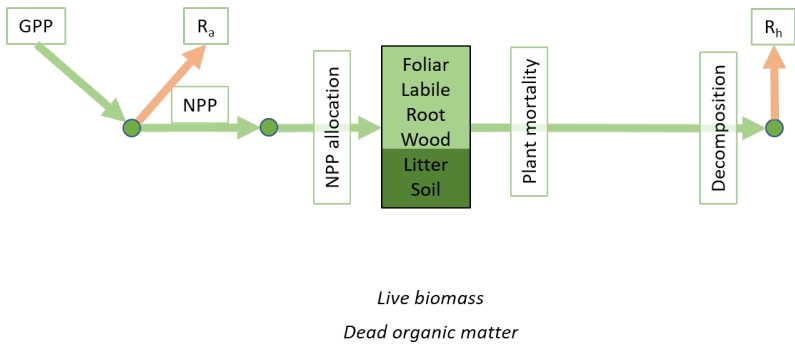 GPP
Rₐ
NPP
NPP allocation
Foliar
Labile
Root
Wood
Litter
Soil
Plant mortality
Decomposition
Rₕ
Live biomass
Dead organic matter